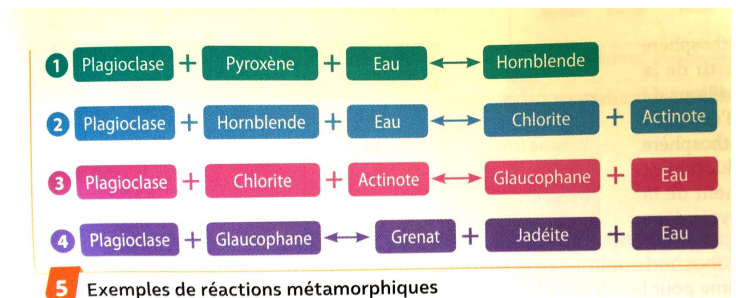 1 Plagioclase + Pyroxène + Eau ↔ Hornblende
2 Plagioclase + Hornblende + Eau ↔ Chlorite + Actinote
3 Plagioclase + Chlorite + Actinote ↔ Glaucophane + Eau
4 Plagioclase + Glaucophane ↔ Grenat + Jadéite + Eau
5 Exemples de réactions métamorphiques